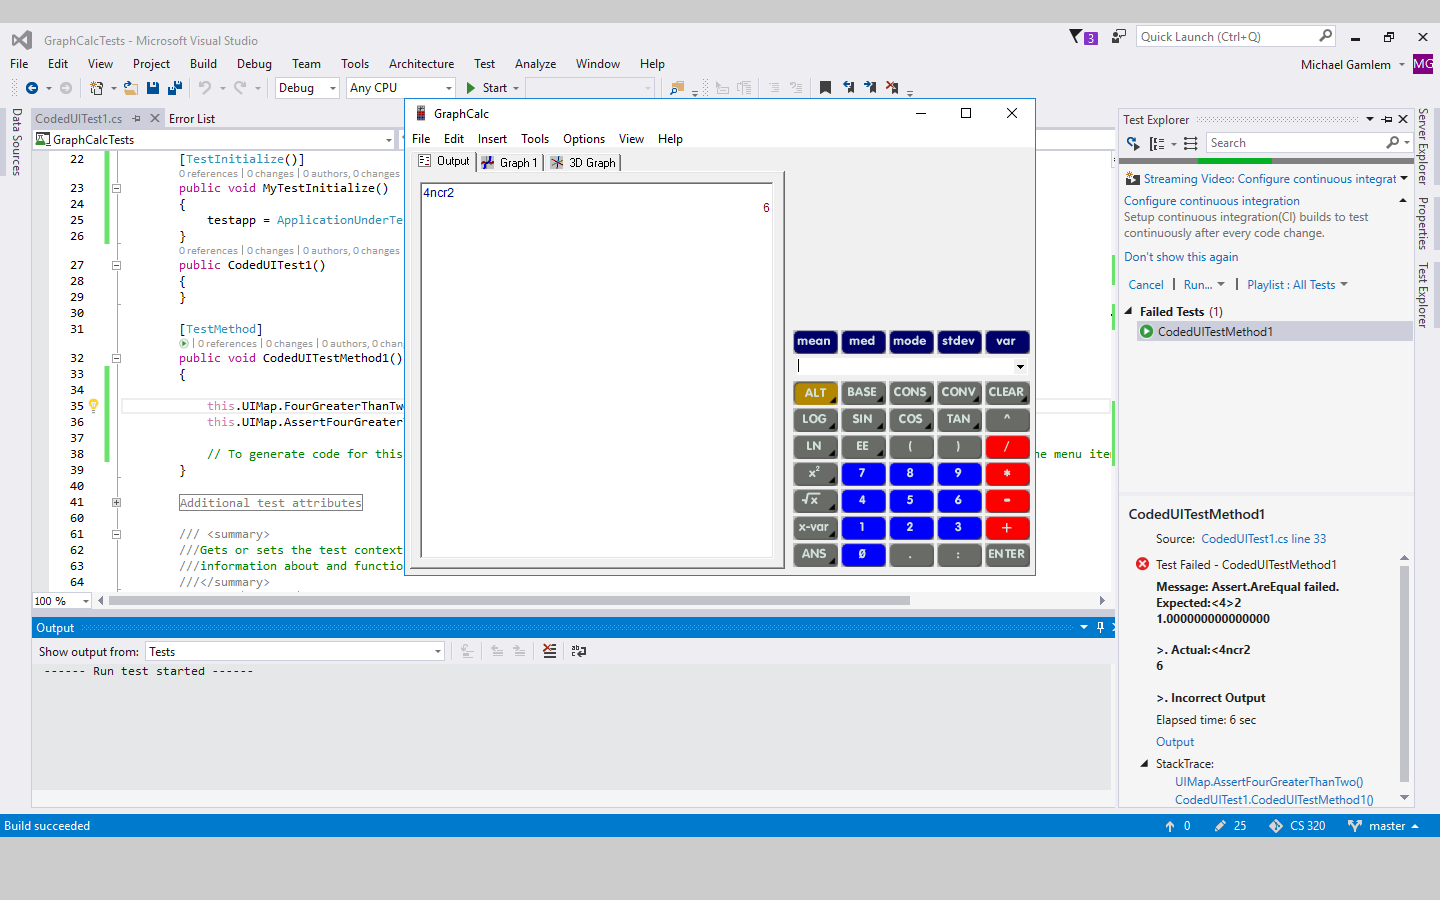 GraphCalcTests - Microsoft Visual Studio
3
Quick Launch (Ctrl+Q)
File Edit View Project Build Debug Team Tools Architecture Test Analyze Window Help
Michael Gamlem MG
Debug Any CPU Start
Data Sources
CodedUITest1.cs Error List
GraphCalcTests
22 [TestInitialize()]
0 references | 0 changes | 0 authors, 0 changes
23 public void MyTestInitialize()
24 {
25 testapp = ApplicationUnderTe
26 }
0 references | 0 changes | 0 authors, 0 changes
27 public CodedUITest1()
28 {
29 }
30
31 [TestMethod]
| 0 references | 0 changes | 0 authors, 0 chan
32 public void CodedUITestMethod1()
33 {
34
35 this.UIMap.FourGreaterThanTw
36 this.UIMap.AssertFourGreater
37
38 // To generate code for this
ne menu iten
39 }
40
41 Additional test attributes
60
61 /// <summary>
62 ///Gets or sets the test context
63 ///information about and functio
64 ///</summary>
100 %
GraphCalc
File Edit Insert Tools Options View Help
Output Graph 1 3D Graph
4ncr2
6
mean med mode stdev var
ALT BASE CONS CONV CLEAR
LOG SIN COS TAN ^
LN EE ( ) /
x² 7 8 9 *
√x 4 5 6 -
x-var 1 2 3 +
ANS 0 . : ENTER
Output
Show output from: Tests
------ Run test started ------
Test Explorer
Search
Streaming Video: Configure continuous integrat
Configure continuous integration
Setup continuous integration(CI) builds to test
continuously after every code change.
Don't show this again
Cancel | Run... | Playlist : All Tests
Failed Tests (1)
CodedUITestMethod1
CodedUITestMethod1
Source: CodedUITest1.cs line 33
Test Failed - CodedUITestMethod1
Message: Assert.AreEqual failed.
Expected:<4>2
1.000000000000000
>. Actual:<4ncr2
6
>. Incorrect Output
Elapsed time: 6 sec
Output
StackTrace:
UIMap.AssertFourGreaterThanTwo()
CodedUITest1.CodedUITestMethod1()
Server Explorer
Properties
Test Explorer
Build succeeded
0 25 CS 320 master